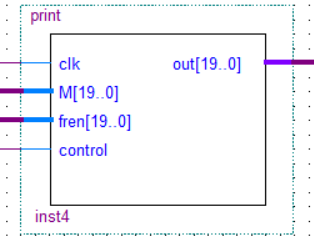 print
clk out[19..0]
M[19..0]
fren[19..0]
control
inst4